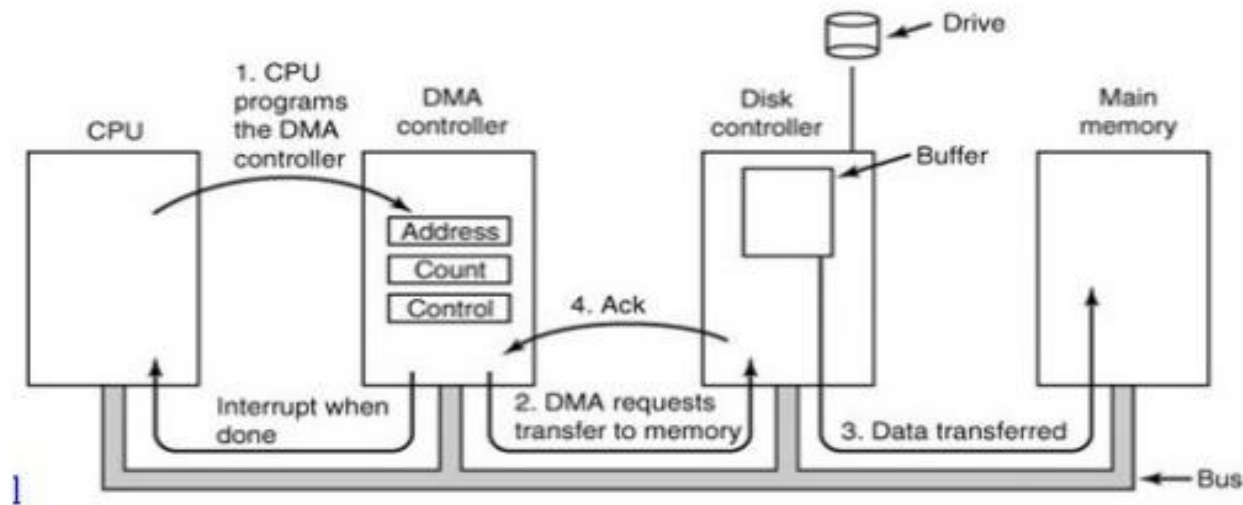 Drive
1. CPU
programs
the DMA
controller
CPU
DMA
controller
Disk
controller
Main
memory
Buffer
Address
Count
Control
4. Ack
Interrupt when
done
2. DMA requests
transfer to memory
3. Data transferred
Bus
]